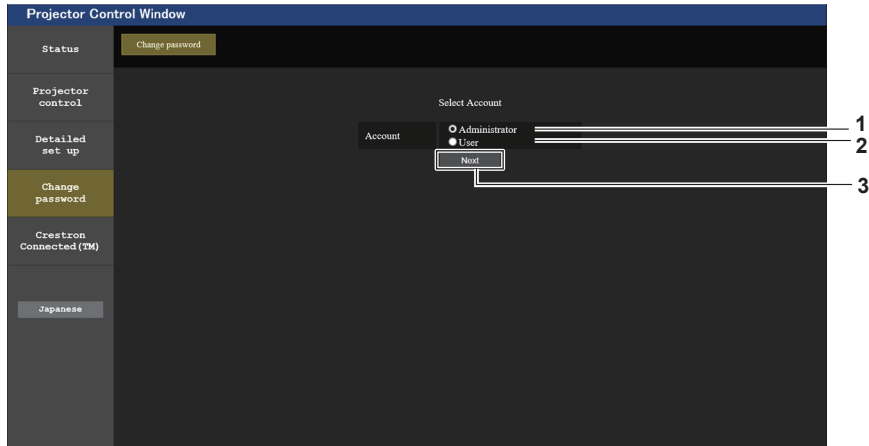 Projector Control Window
Status
Change password
Projector
control
Select Account
Account
Administrator
1
User
2
Detailed
set up
Next
Change
password
3
Crestron
Connected(TM)
Japanese